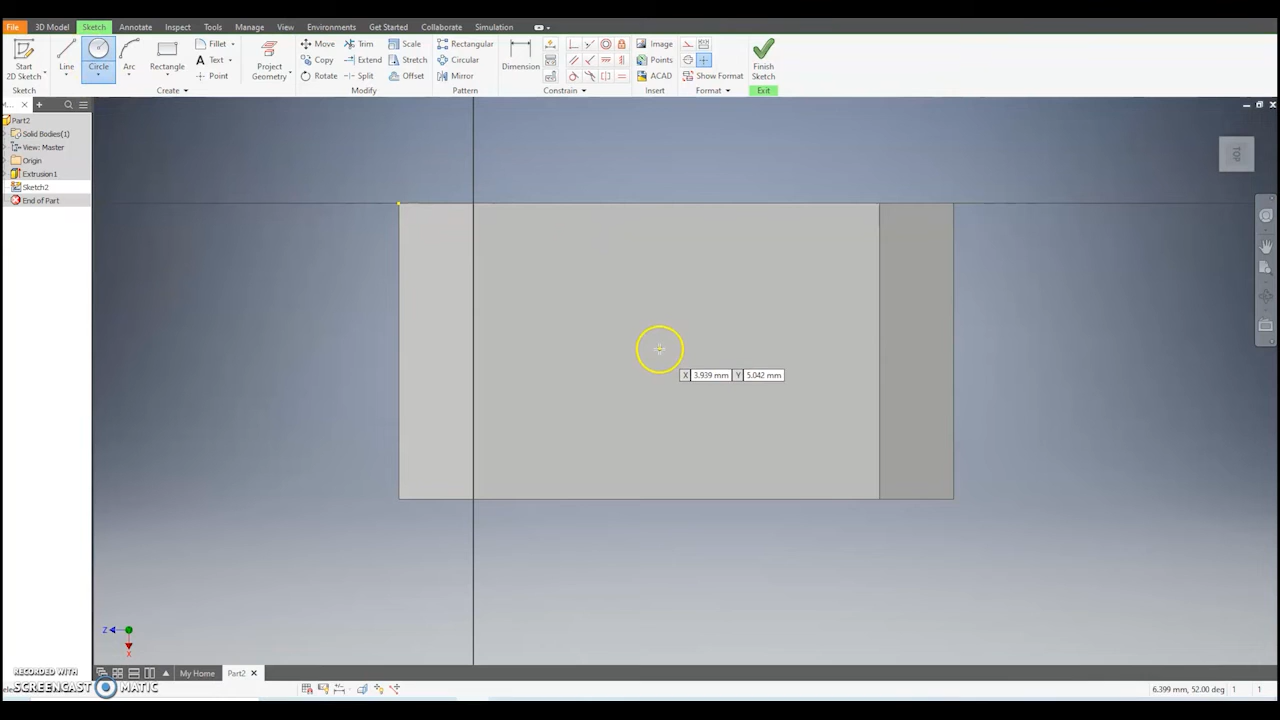 File 3D Model Sketch Annotate Inspect Tools Manage View Environments Get Started Collaborate Simulation
Fillet Move Trim Scale Rectangular Image
Start
2D Sketch
Line Circle Arc Rectangle
Text
Point
Project
Geometry
Copy Extend Stretch Circular
Rotate Split Offset Mirror
Dimension
Points
ACAD Show Format
Finish
Sketch
Sketch Create Modify Pattern Constrain Insert Format Exit
M...
Part2
Solid Bodies(1)
View: Master
Origin
Extrusion1
Sketch2
End of Part
TOP
X 3.939 mm Y 5.042 mm
Z
X
RECORDED WITH
SCREENCAST MATIC
My Home Part2
6.399 mm, 52.00 deg 1 1